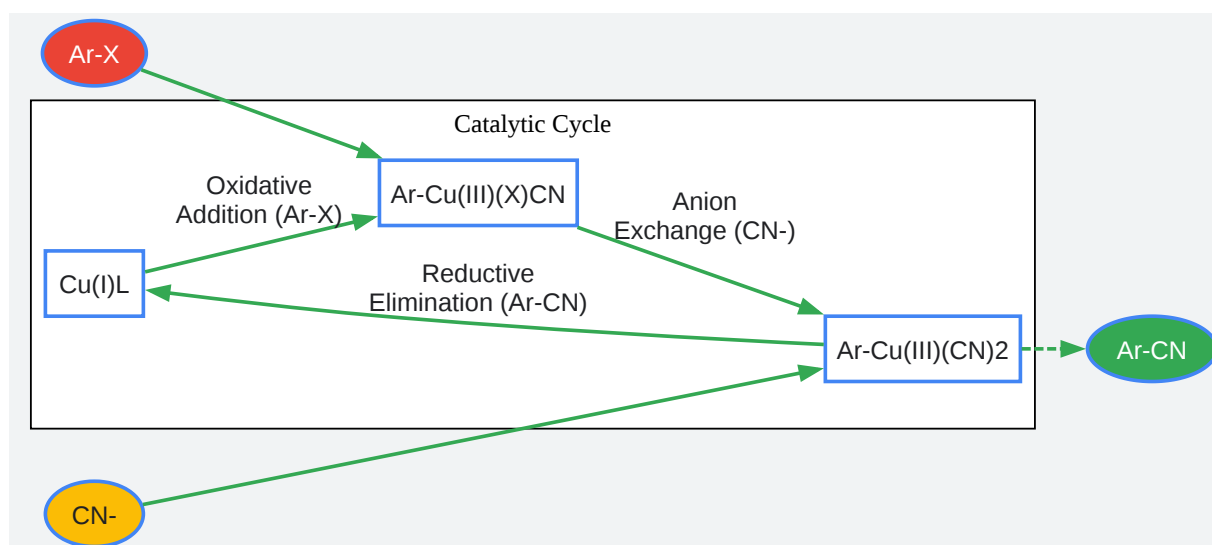 Ar-X
Catalytic Cycle
Oxidative
Addition (Ar-X)
Ar-Cu(III)(X)CN
Anion
Exchange (CN-)
Cu(I)L
Reductive
Elimination (Ar-CN)
Ar-Cu(III)(CN)2
Ar-CN
CN-